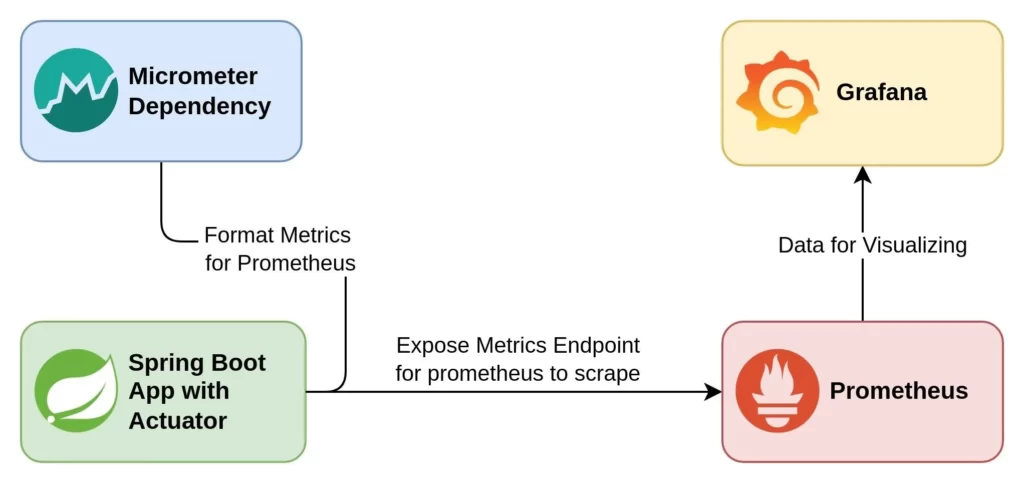 Micrometer
Dependency
Grafana
Format Metrics
for Prometheus
Data for Visualizing
Spring Boot
App with
Actuator
Expose Metrics Endpoint
for prometheus to scrape
Prometheus